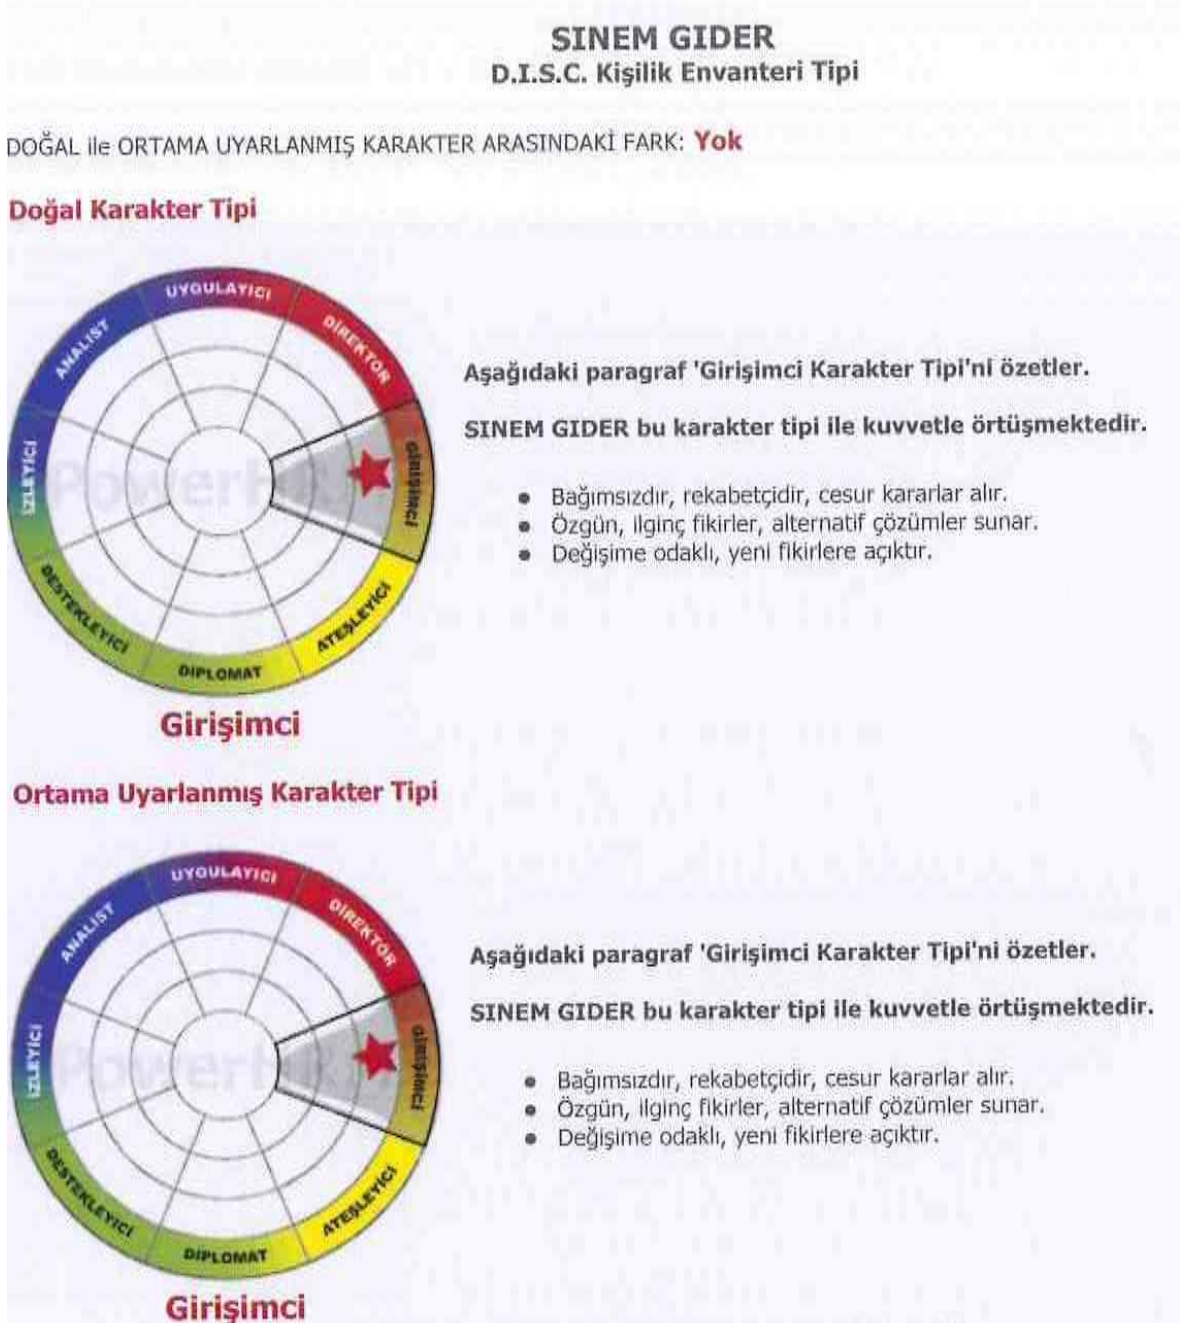 SINEM GIDER
D.I.S.C. Kişilik Envanteri Tipi
DOĞAL ile ORTAMA UYARLANMIŞ KARAKTER ARASINDAKİ FARK: Yok
Doğal Karakter Tipi
UYGULAYICI
DİREKTÖR
GİRİŞİMCİ
ATEŞLEYİCİ
DİPLOMAT
DESTEKLEYİCİ
İZLEYİCİ
ANALİST
Girişimci
Aşağıdaki paragraf 'Girişimci Karakter Tipi'ni özetler.
SINEM GIDER bu karakter tipi ile kuvvetle örtüşmektedir.
• Bağımsızdır, rekabetçidir, cesur kararlar alır.
• Özgün, ilginç fikirler, alternatif çözümler sunar.
• Değişime odaklı, yeni fikirlere açıktır.
Ortama Uyarlanmış Karakter Tipi
UYGULAYICI
DİREKTÖR
GİRİŞİMCİ
ATEŞLEYİCİ
DİPLOMAT
DESTEKLEYİCİ
İZLEYİCİ
ANALİST
Girişimci
Aşağıdaki paragraf 'Girişimci Karakter Tipi'ni özetler.
SINEM GIDER bu karakter tipi ile kuvvetle örtüşmektedir.
• Bağımsızdır, rekabetçidir, cesur kararlar alır.
• Özgün, ilginç fikirler, alternatif çözümler sunar.
• Değişime odaklı, yeni fikirlere açıktır.